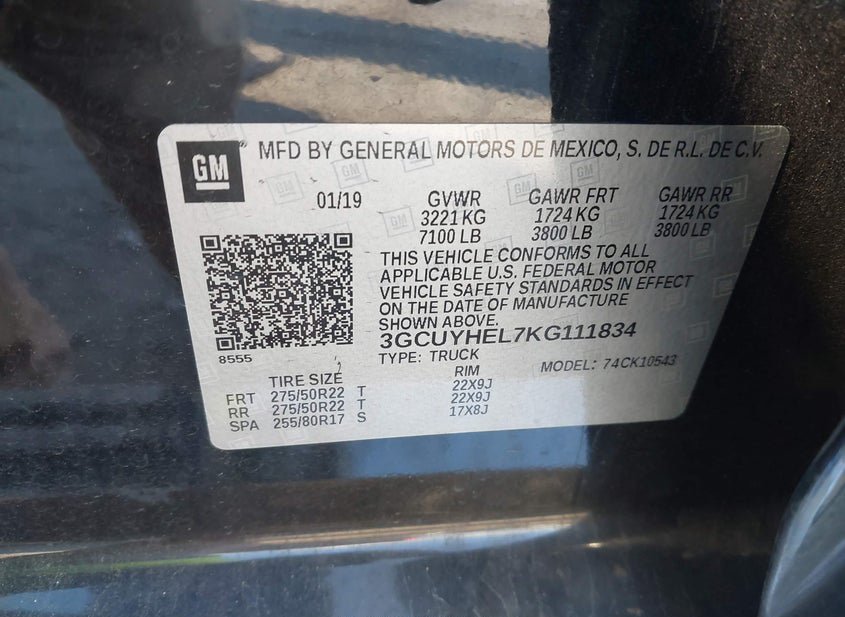 GM
MFD BY GENERAL MOTORS DE MEXICO, S. DE R.L. DE C.V.
01/19 GVWR GAWR FRT GAWR RR
3221 KG 1724 KG 1724 KG
7100 LB 3800 LB 3800 LB
THIS VEHICLE CONFORMS TO ALL
APPLICABLE U.S. FEDERAL MOTOR
VEHICLE SAFETY STANDARDS IN EFFECT
ON THE DATE OF MANUFACTURE
SHOWN ABOVE.
3GCUYHEL7KG111834
8555
TYPE: TRUCK MODEL: 74CK10543
TIRE SIZE RIM
FRT 275/50R22 T 22X9J
RR 275/50R22 T 22X9J
SPA 255/80R17 S 17X8J